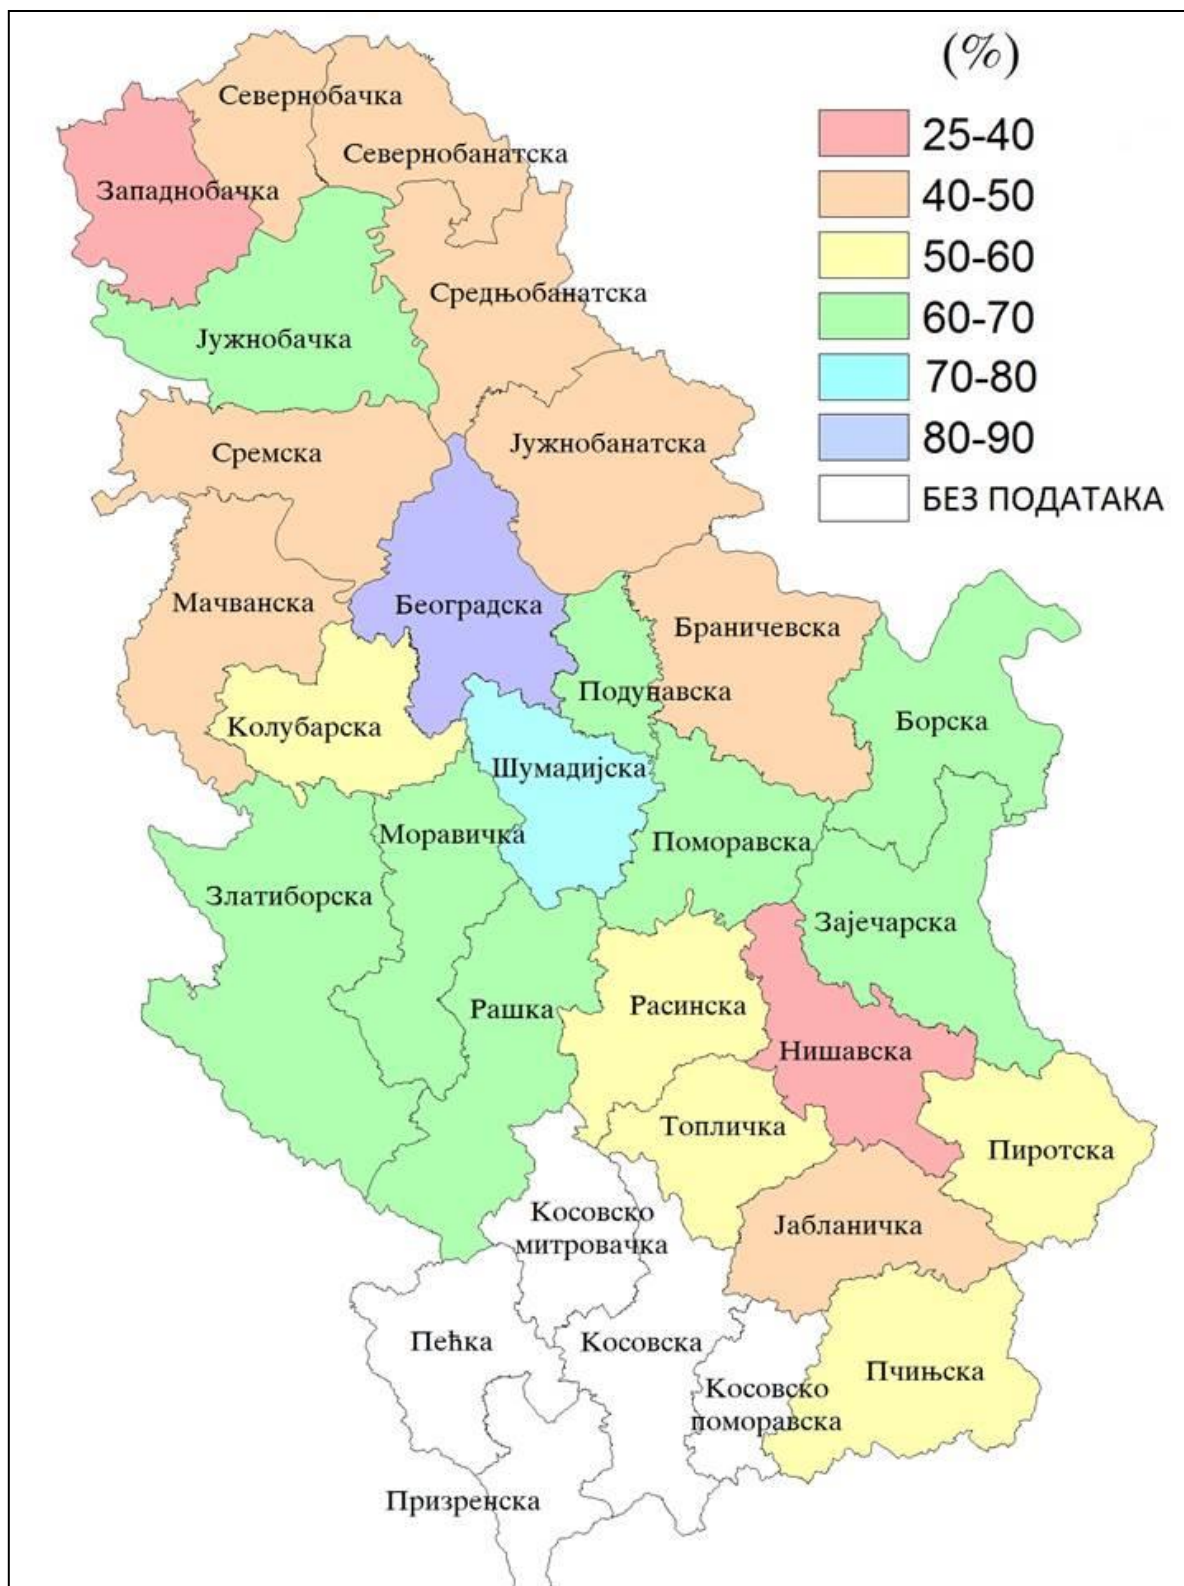 (%)
25-40
40-50
50-60
60-70
70-80
80-90
БЕЗ ПОДАТАКА
Севернобачка
Севернобанатска
Западнобачка
Средњобанатска
Јужнобачка
Јужнобанатска
Сремска
Мачванска
Београдска
Браничевска
Подунавска
Борска
Колубарска
Шумадијска
Моравичка
Поморавска
Златиборска
Зајечарска
Рашка
Расинска
Нишавска
Топличка
Пиротска
Косовско
митровачка
Јабланичка
Пећка
Косовска
Пчињска
Косовско
поморавска
Призренска